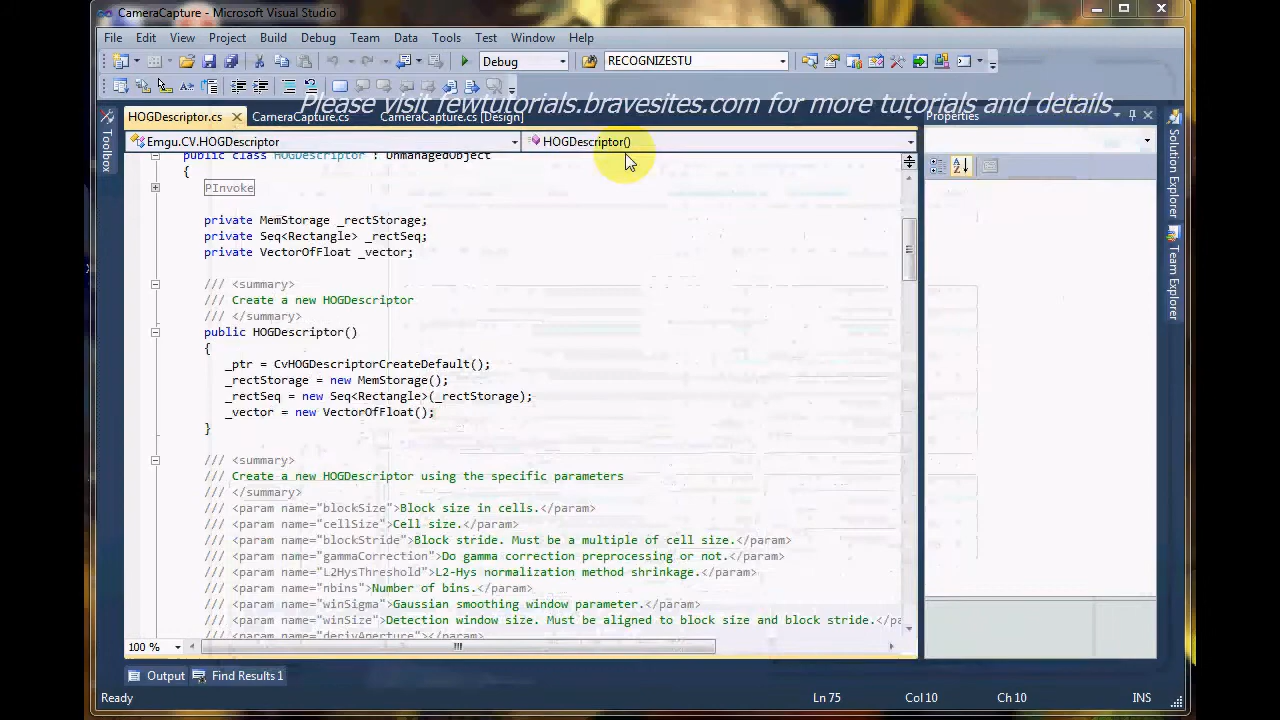 CameraCapture - Microsoft Visual Studio
File Edit View Project Build Debug Team Data Tools Test Window Help
Debug RECOGNIZESTU
Please visit fewtutorials.bravesites.com for more tutorials and details
HOGDescriptor.cs CameraCapture.cs CameraCapture.cs [Design] Properties
Emgu.CV.HOGDescriptor HOGDescriptor()
Toolbox
Solution Explorer
Team Explorer
public class HOGDescriptor : UnmanagedObject
{
PInvoke
private MemStorage _rectStorage;
private Seq<Rectangle> _rectSeq;
private VectorOfFloat _vector;
/// <summary>
/// Create a new HOGDescriptor
/// </summary>
public HOGDescriptor()
{
_ptr = CvHOGDescriptorCreateDefault();
_rectStorage = new MemStorage();
_rectSeq = new Seq<Rectangle>(_rectStorage);
_vector = new VectorOfFloat();
}
/// <summary>
/// Create a new HOGDescriptor using the specific parameters
/// </summary>
/// <param name="blockSize">Block size in cells.</param>
/// <param name="cellSize">Cell size.</param>
/// <param name="blockStride">Block stride. Must be a multiple of cell size.</param>
/// <param name="gammaCorrection">Do gamma correction preprocessing or not.</param>
/// <param name="L2HysThreshold">L2-Hys normalization method shrinkage.</param>
/// <param name="nbins">Number of bins.</param>
/// <param name="winSigma">Gaussian smoothing window parameter.</param>
/// <param name="winSize">Detection window size. Must be aligned to block size and block stride.</pa
/// <param name="derivAperture"></param>
100 %
Output Find Results 1
Ready Ln 75 Col 10 Ch 10 INS